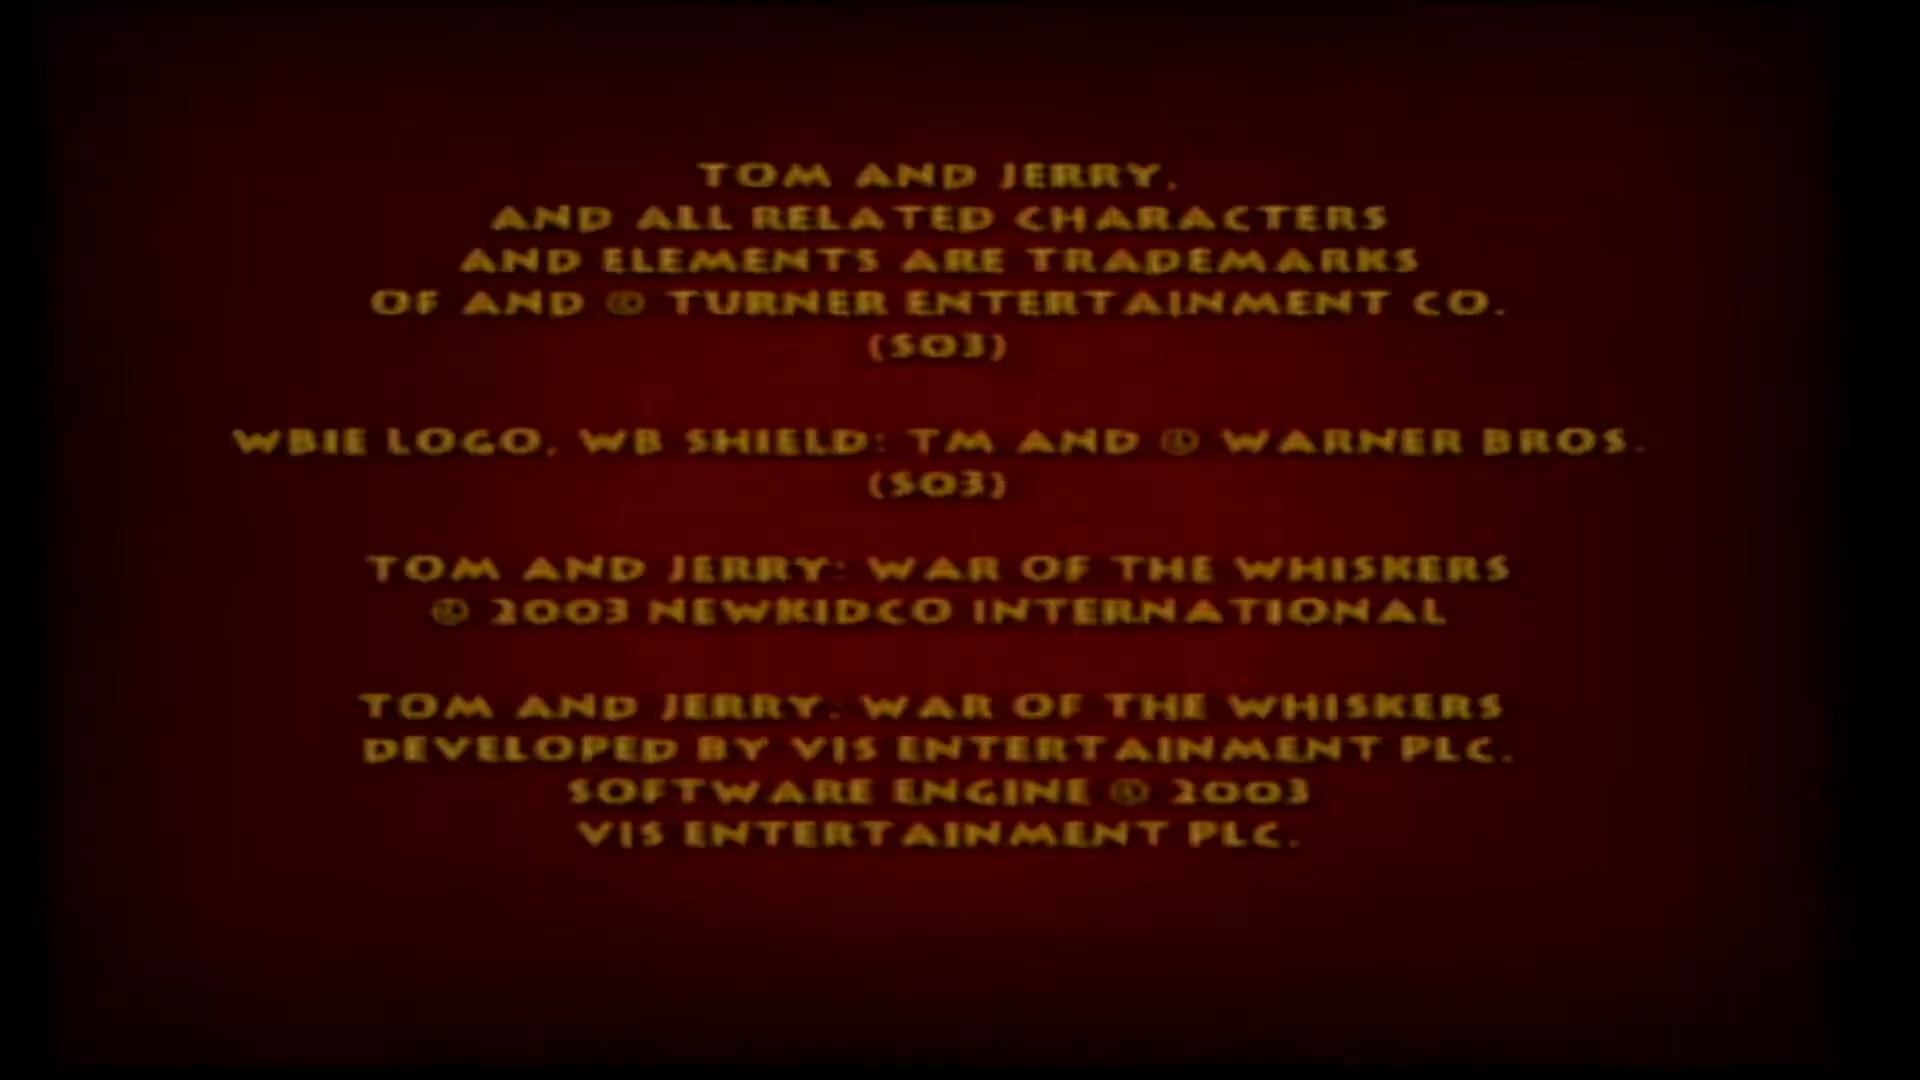 TOM AND JERRY,
AND ALL RELATED CHARACTERS
AND ELEMENTS ARE TRADEMARKS
OF AND © TURNER ENTERTAINMENT CO.
(S03)
WBIE LOGO, WB SHIELD: TM AND © WARNER BROS.
(S03)
TOM AND JERRY: WAR OF THE WHISKERS
© 2003 NEWKIDCO INTERNATIONAL
TOM AND JERRY: WAR OF THE WHISKERS
DEVELOPED BY VIS ENTERTAINMENT PLC.
SOFTWARE ENGINE © 2003
VIS ENTERTAINMENT PLC.